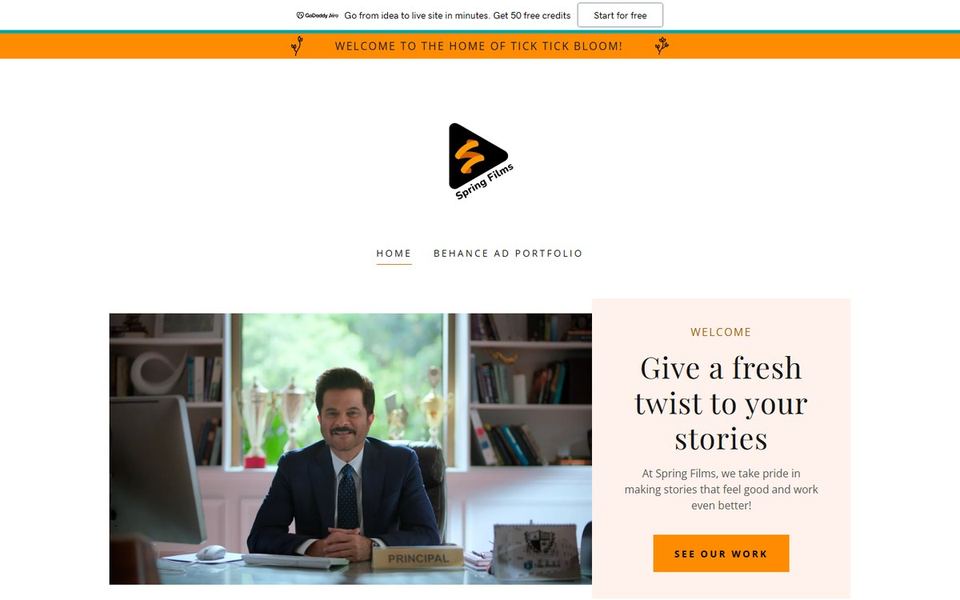 GoDaddy Airo Go from idea to live site in minutes. Get 50 free credits Start for free
WELCOME TO THE HOME OF TICK TICK BLOOM!
Spring Films
HOME BEHANCE AD PORTFOLIO
WELCOME
Give a fresh
twist to your
stories
At Spring Films, we take pride in
making stories that feel good and work
even better!
SEE OUR WORK
PRINCIPAL